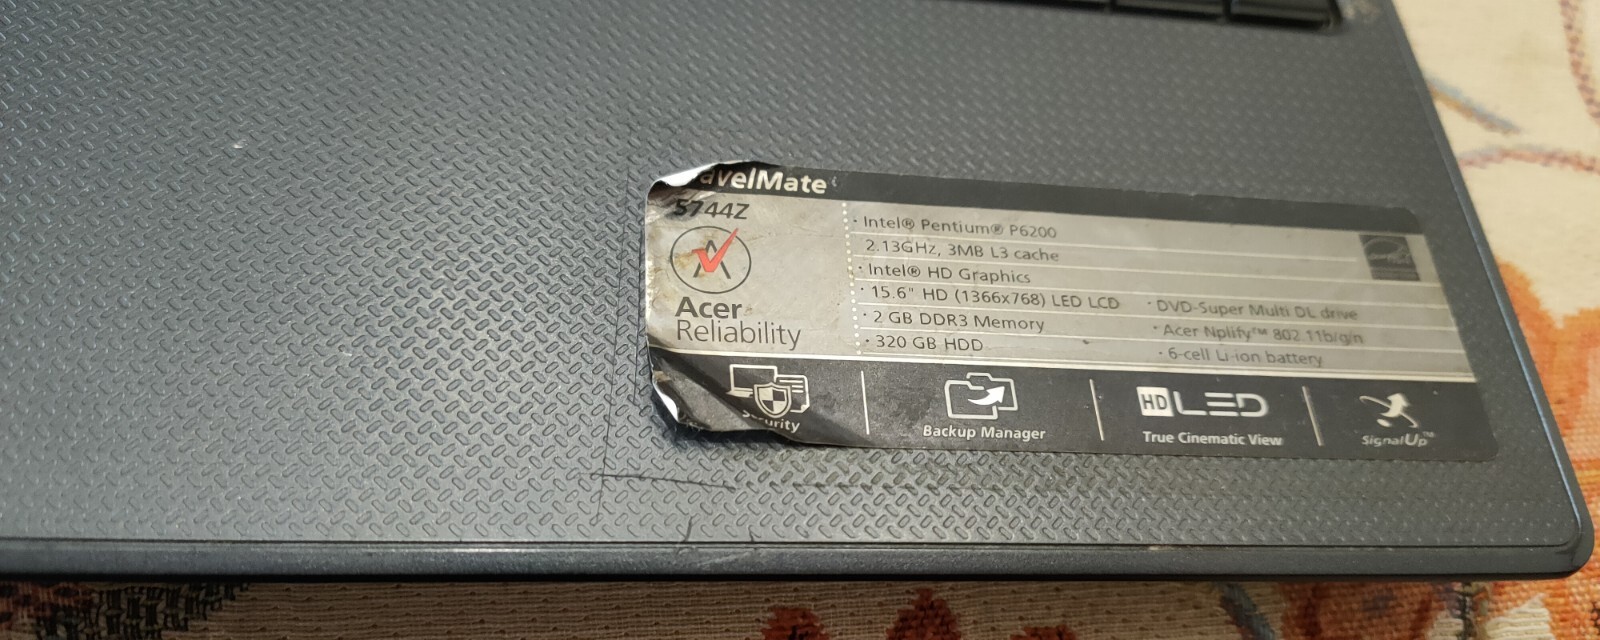 avelMate
5744Z
Acer
Reliability
· Intel® Pentium® P6200
2.13GHz, 3MB L3 cache
· Intel® HD Graphics
· 15.6" HD (1366x768) LED LCD
· 2 GB DDR3 Memory
· 320 GB HDD
· DVD-Super Multi DL drive
· Acer Nplify™ 802.11b/g/n
· 6-cell Li-ion battery
Security
Backup Manager
HD LED
True Cinematic View
SignalUp™